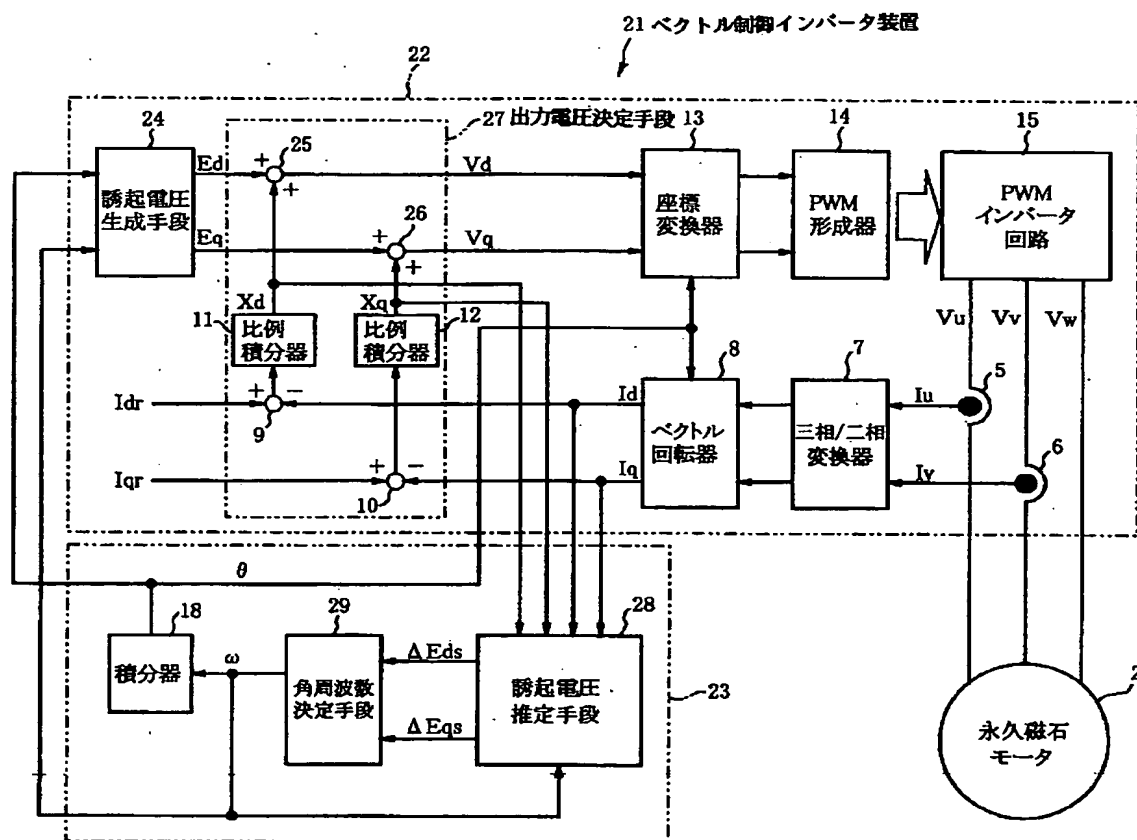 21 ベクトル制御インバータ装置
22
27 出力電圧決定手段
24
誘起電圧
生成手段
Ed
Eq
+
25
+
+
26
+
Vd
Vq
13
座標
変換器
14
PWM
形成器
15
PWM
インバータ
回路
Xd
11
比例
積分器
Xq
12
比例
積分器
Vu
Vv
Vw
Idr
+
−
9
Id
8
ベクトル
回転器
7
三相/二相
変換器
Iu
5
Iqr
+
−
10
Iq
Iv
6
θ
18
積分器
ω
29
角周波数
決定手段
ΔEds
ΔEqs
28
誘起電圧
推定手段
23
2
永久磁石
モータ